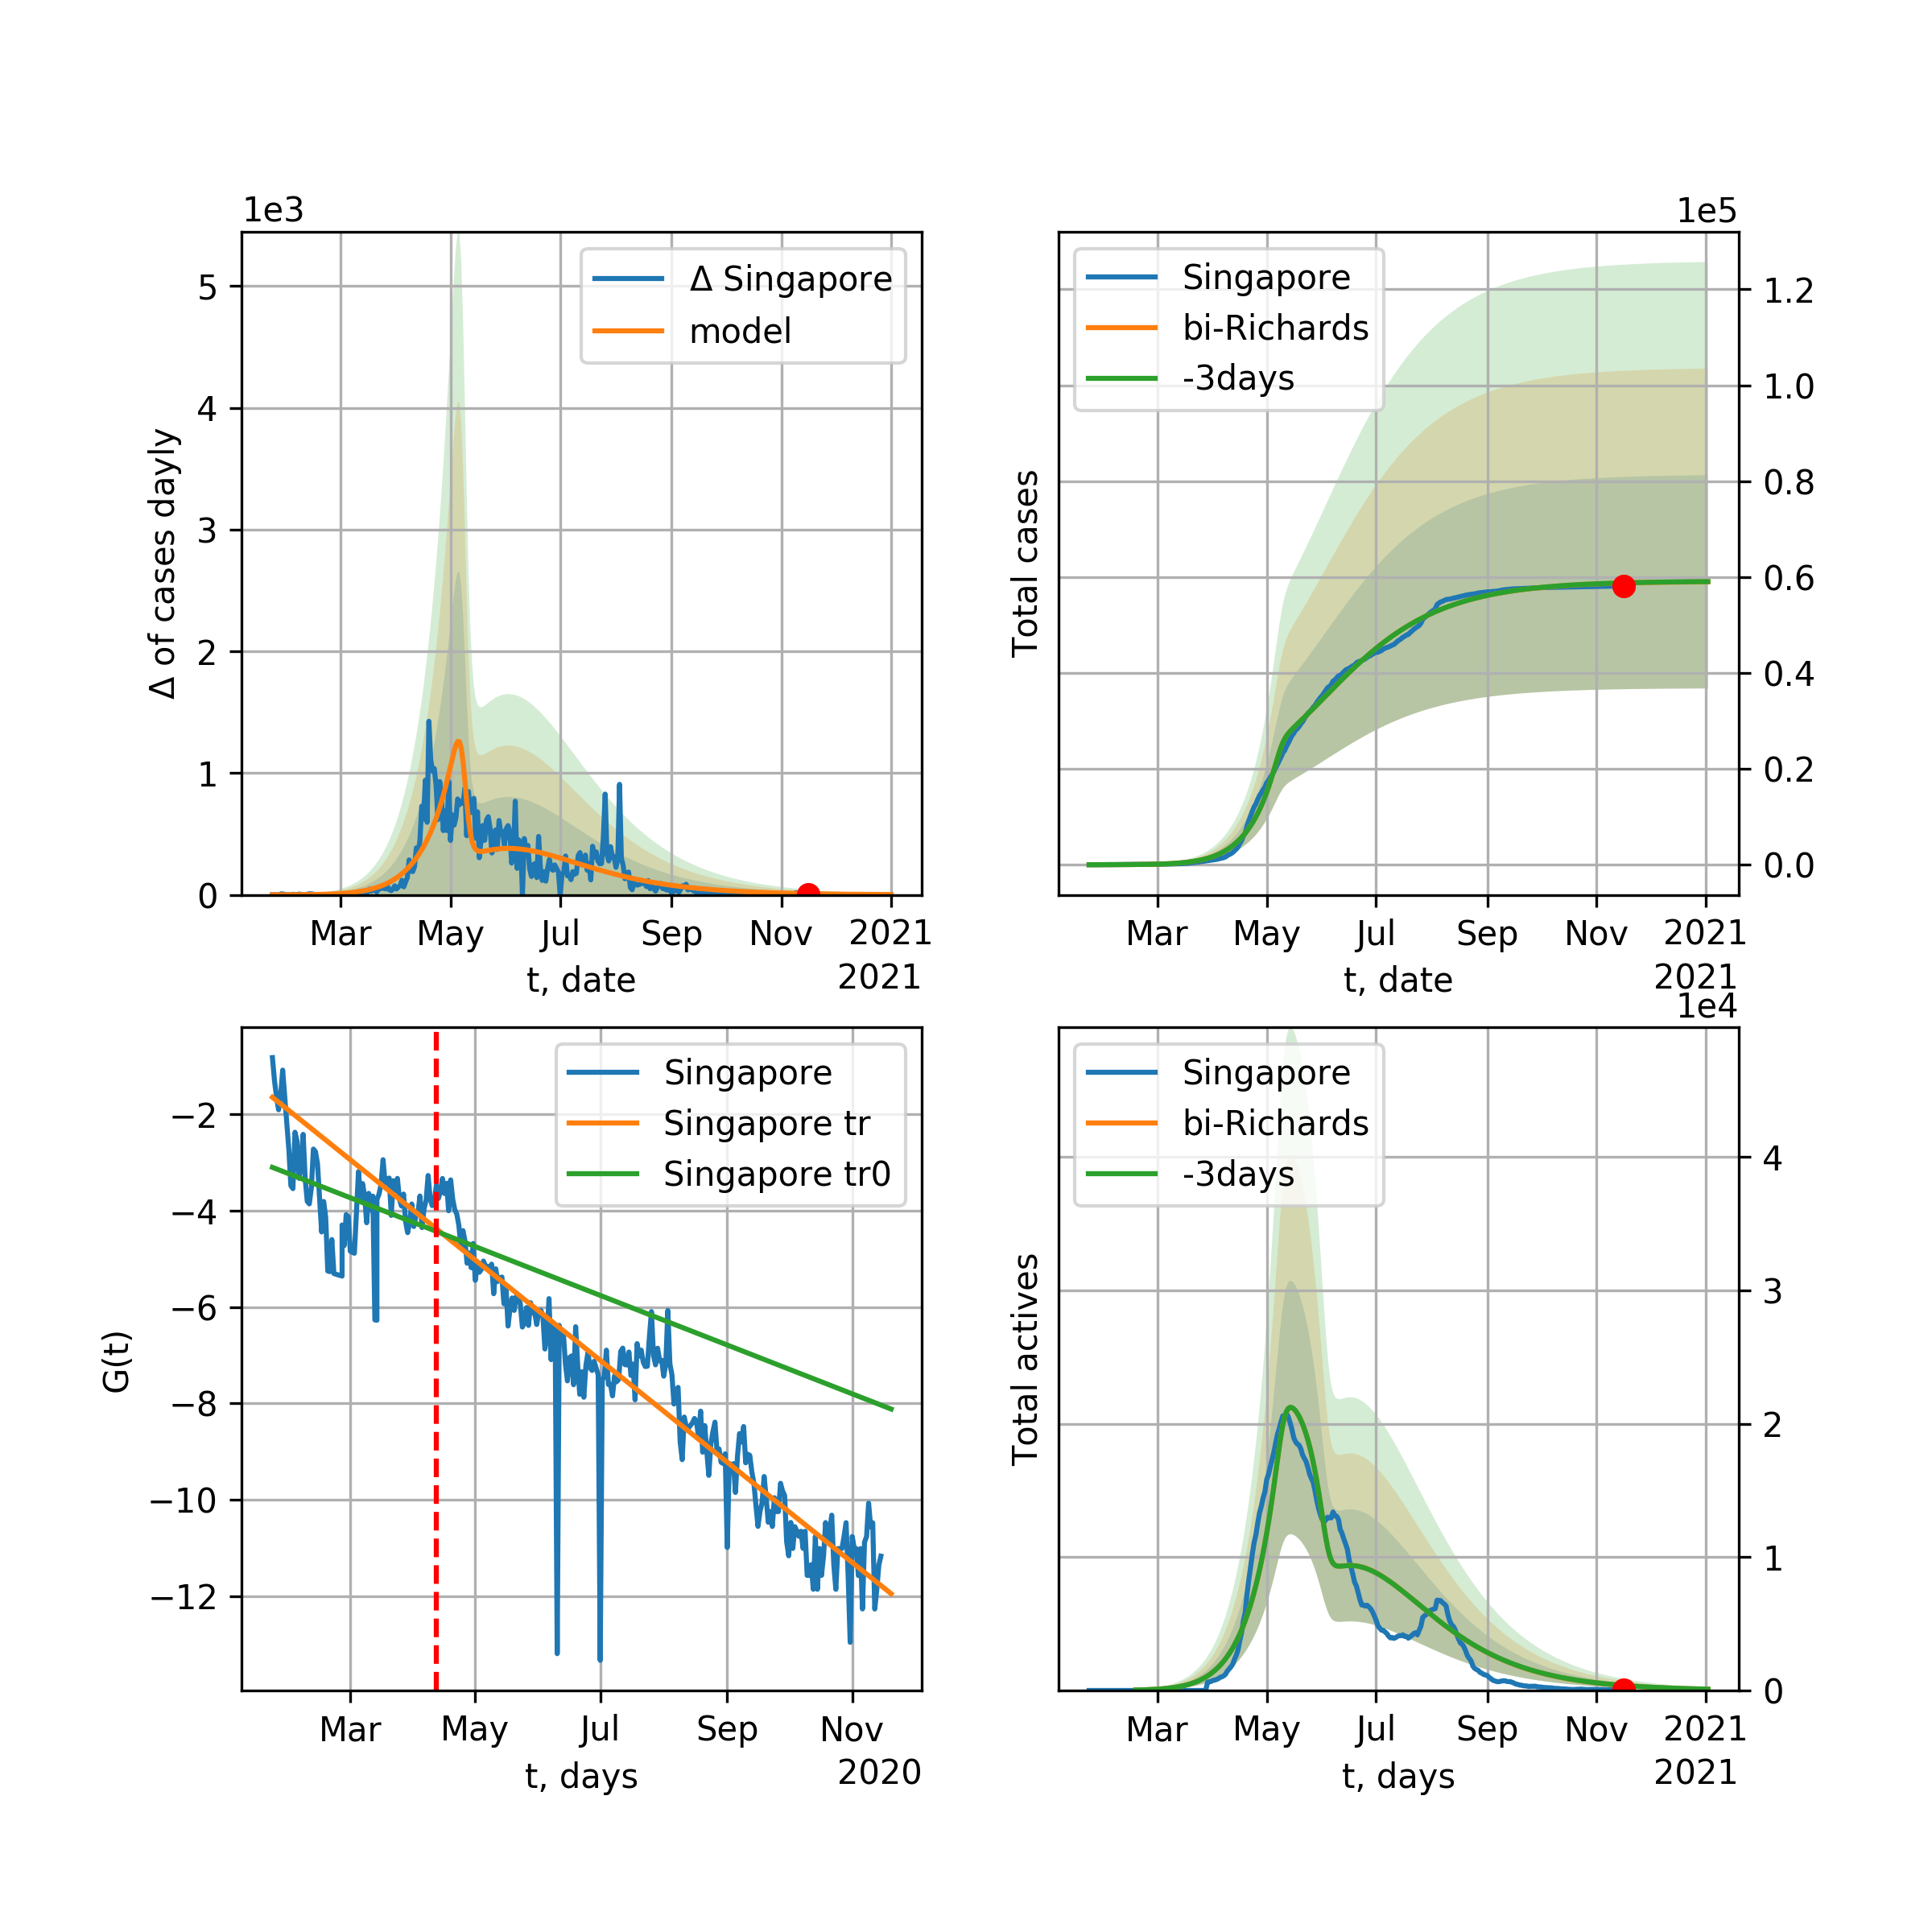 1e3
Δ of cases dayly
5
4
3
2
1
0
Δ Singapore
model
Mar May Jul Sep Nov 2021
t, date
2021
1e5
Total cases
Singapore
bi-Richards
-3days
1.2
1.0
0.8
0.6
0.4
0.2
0.0
Mar May Jul Sep Nov 2021
t, date
2021
G(t)
−2
−4
−6
−8
−10
−12
Singapore
Singapore tr
Singapore tr0
Mar May Jul Sep Nov
t, days
2020
1e4
Total actives
Singapore
bi-Richards
-3days
4
3
2
1
0
Mar May Jul Sep Nov 2021
t, days
2021